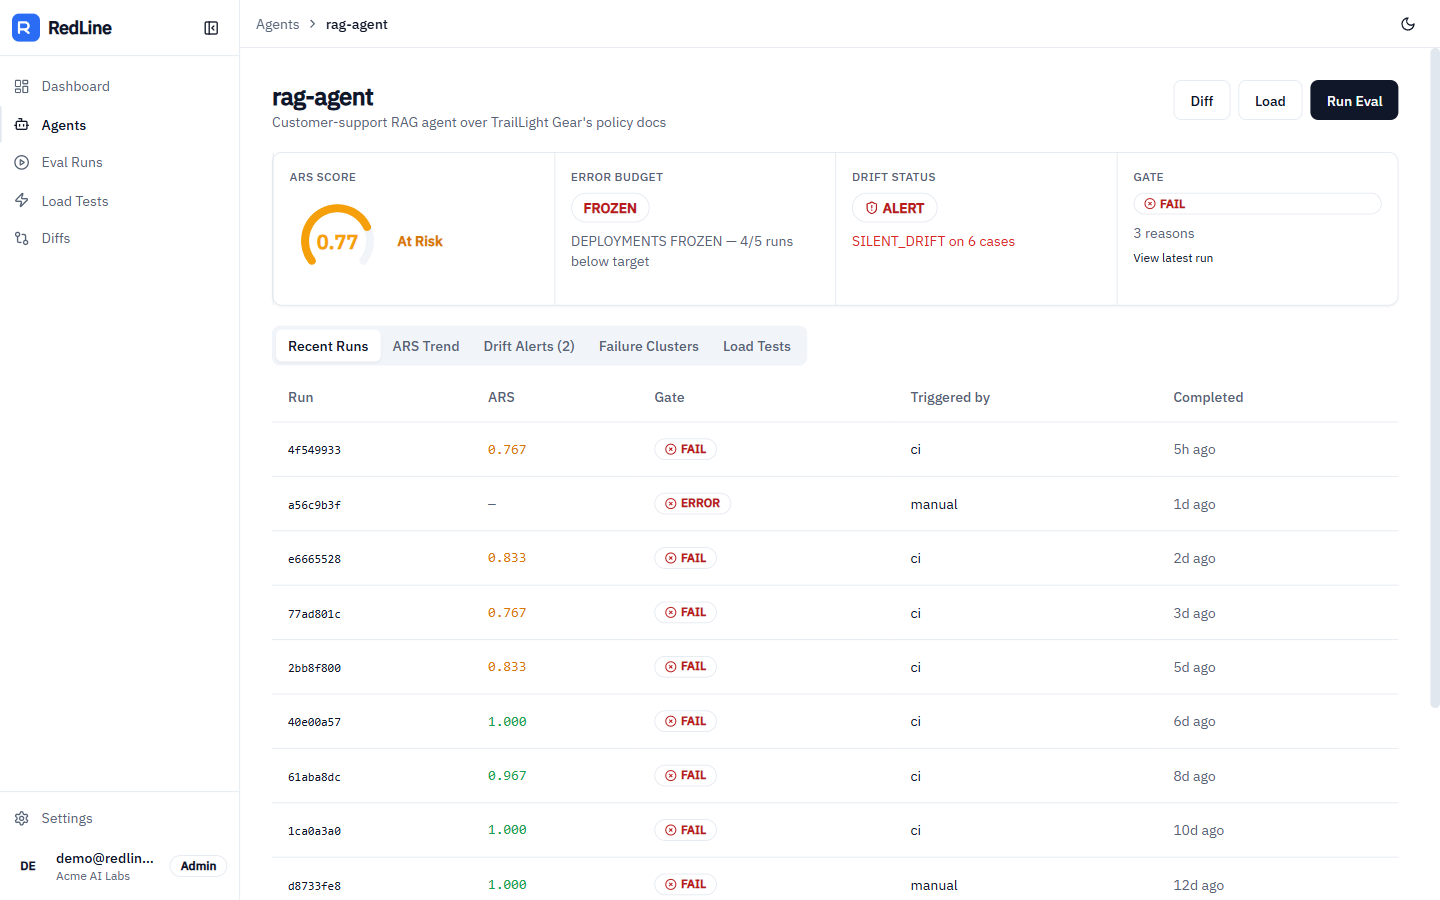 RedLine
Agents > rag-agent
Dashboard
Agents
Eval Runs
Load Tests
Diffs
Settings
DE
demo@redlin...
Acme AI Labs
Admin
rag-agent
Customer-support RAG agent over TrailLight Gear's policy docs
Diff
Load
Run Eval
ARS SCORE
0.77
At Risk
ERROR BUDGET
FROZEN
DEPLOYMENTS FROZEN — 4/5 runs
below target
DRIFT STATUS
ALERT
SILENT_DRIFT on 6 cases
GATE
FAIL
3 reasons
View latest run
Recent Runs ARS Trend Drift Alerts (2) Failure Clusters Load Tests
Run ARS Gate Triggered by Completed
4f549933 0.767 FAIL ci 5h ago
a56c9b3f — ERROR manual 1d ago
e6665528 0.833 FAIL ci 2d ago
77ad801c 0.767 FAIL ci 3d ago
2bb8f800 0.833 FAIL ci 5d ago
40e00a57 1.000 FAIL ci 6d ago
61aba8dc 0.967 FAIL ci 8d ago
1ca0a3a0 1.000 FAIL ci 10d ago
d8733fe8 1.000 FAIL manual 12d ago